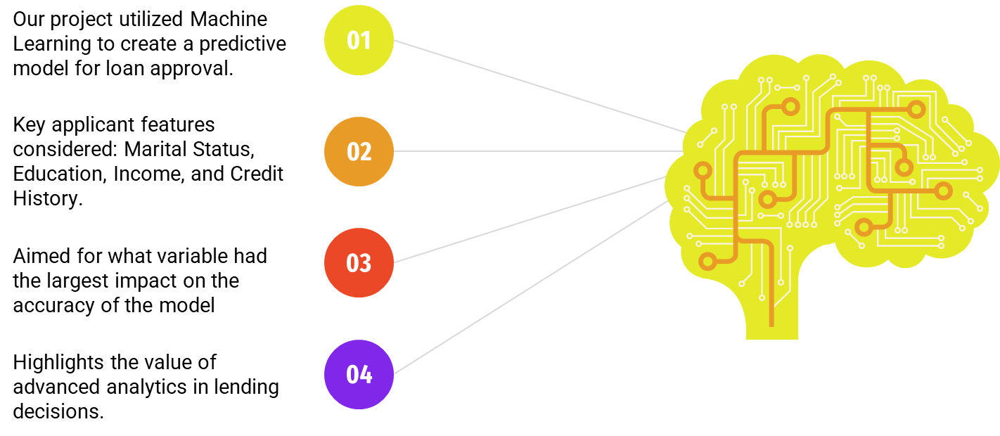 Our project utilized Machine
Learning to create a predictive
model for loan approval.
01
Key applicant features
considered: Marital Status,
Education, Income, and Credit
History.
02
Aimed for what variable had
the largest impact on the
accuracy of the model
03
Highlights the value of
advanced analytics in lending
decisions.
04